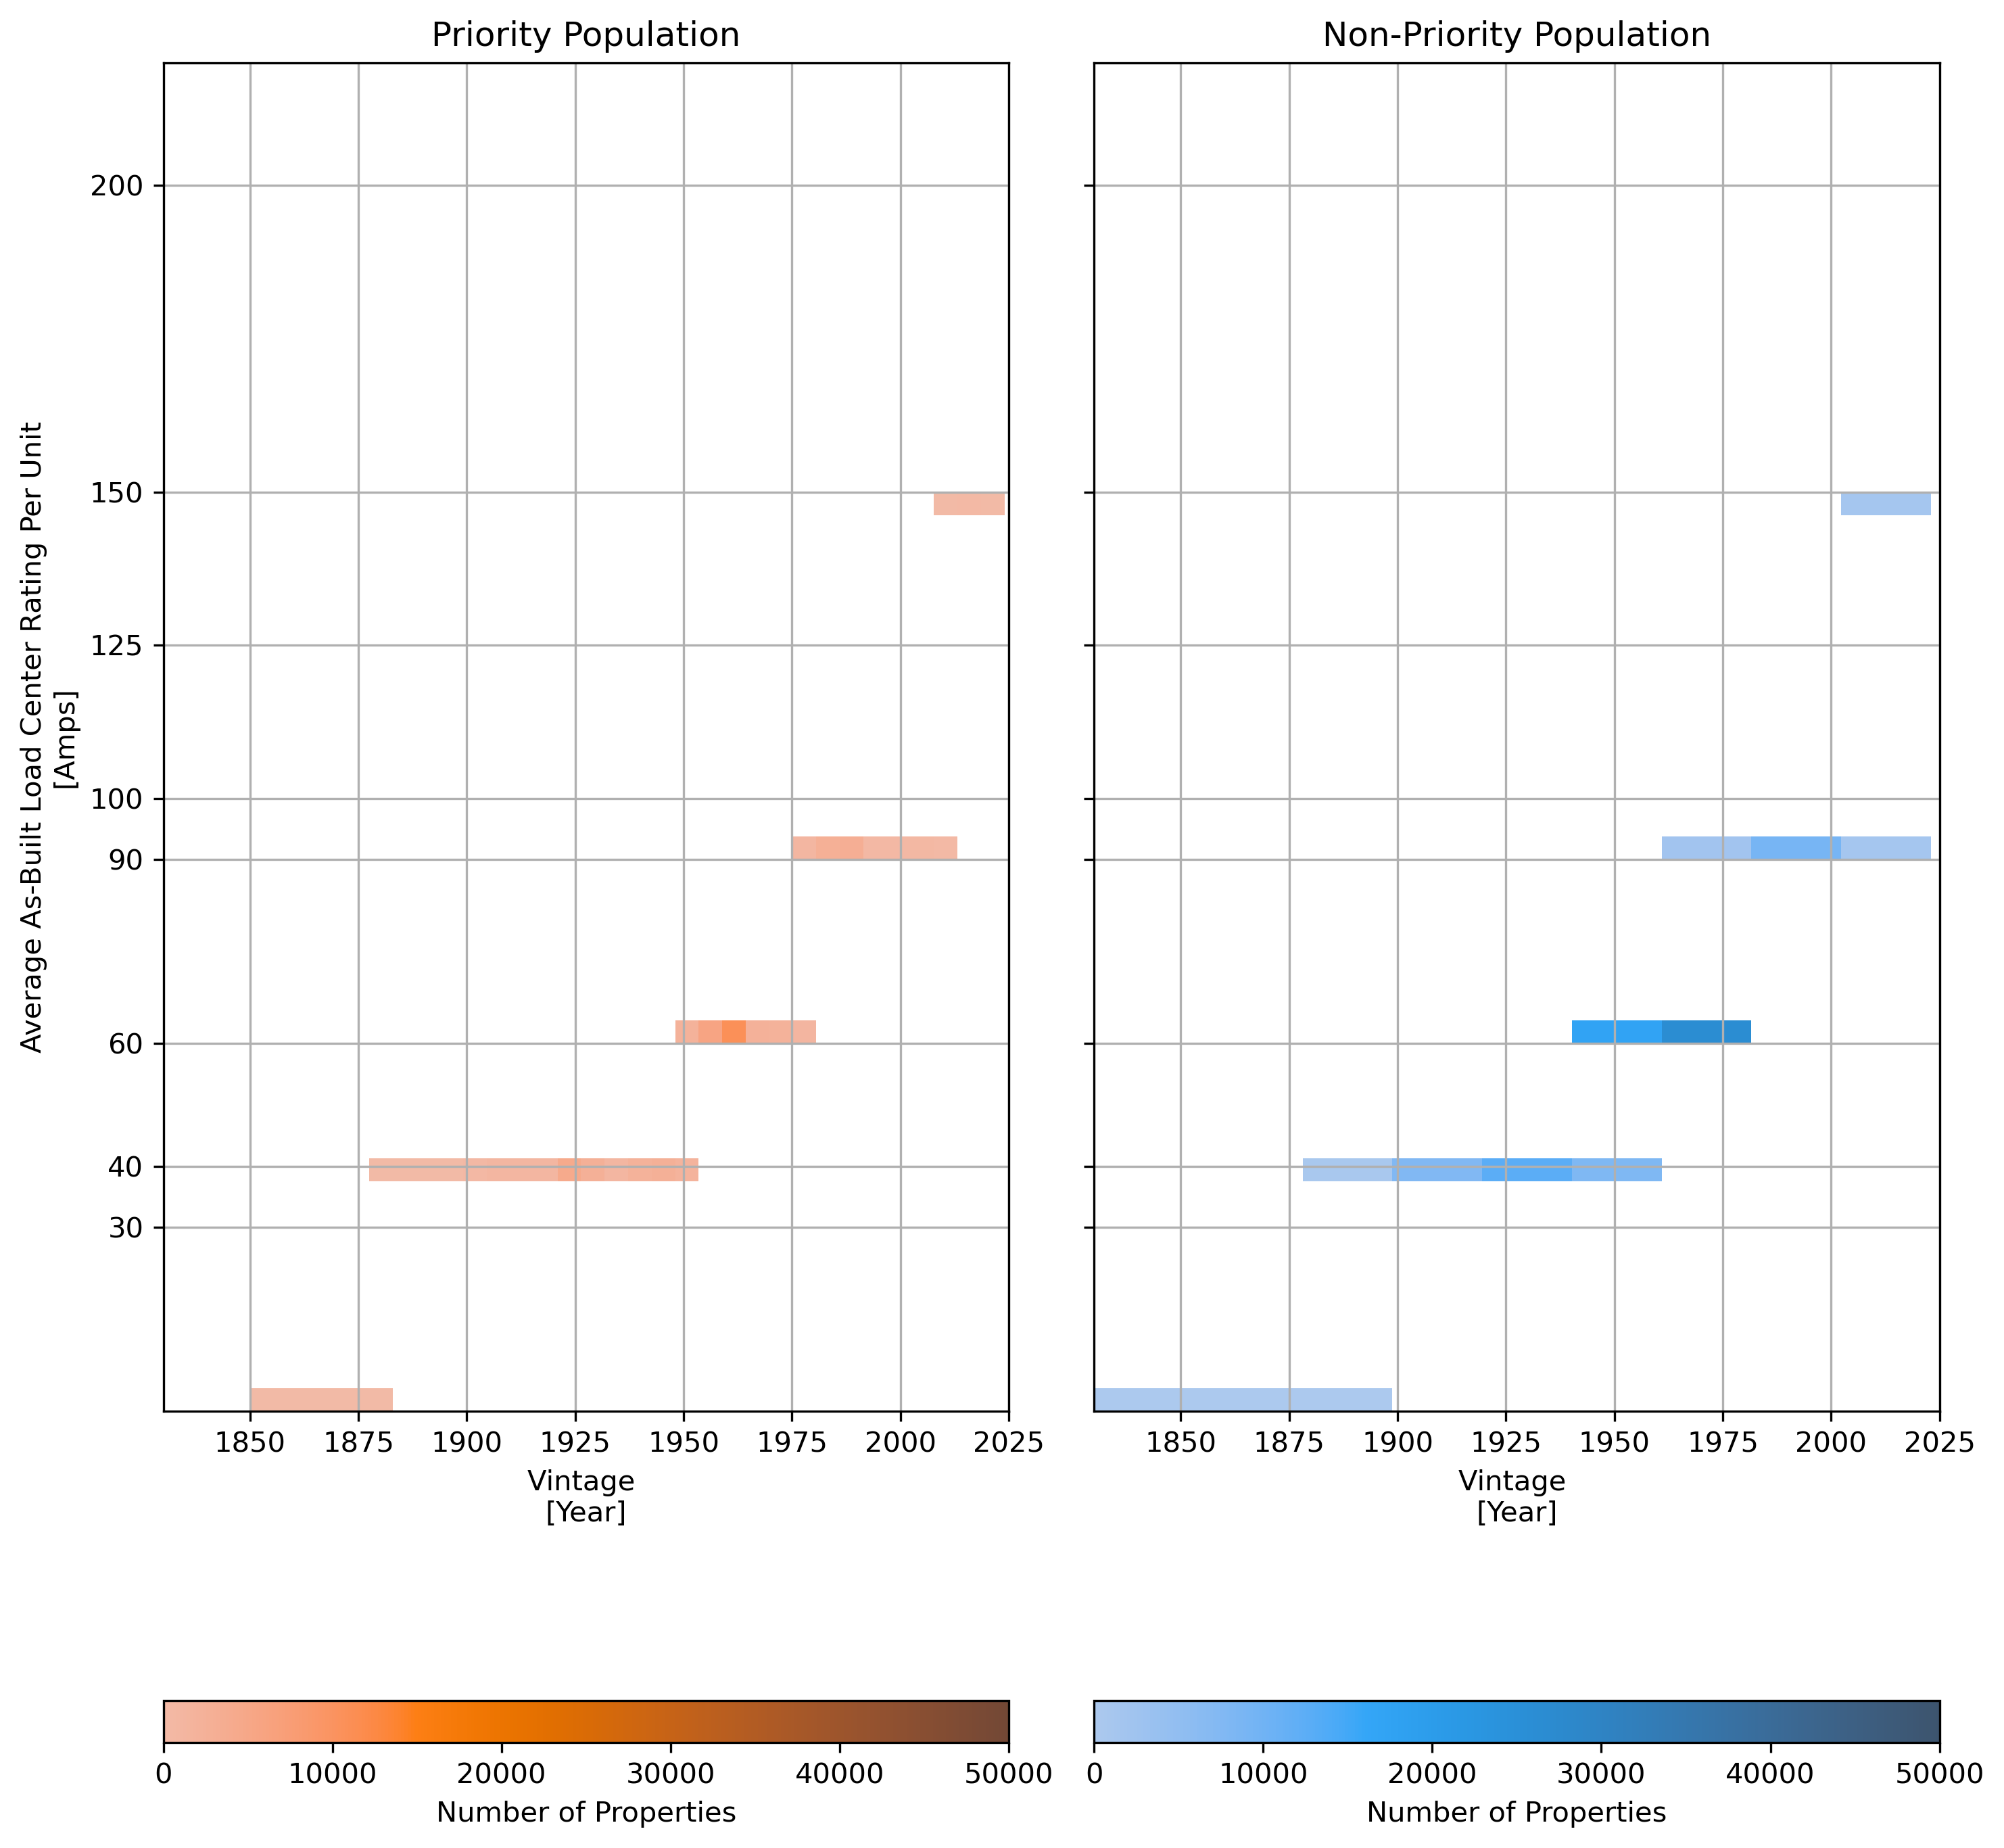 Priority Population
Non-Priority Population
Average As-Built Load Center Rating Per Unit
[Amps]
200
150
125
100
90
60
40
30
1850 1875 1900 1925 1950 1975 2000 2025
Vintage
[Year]
1850 1875 1900 1925 1950 1975 2000 2025
Vintage
[Year]
0 10000 20000 30000 40000 50000
Number of Properties
0 10000 20000 30000 40000 50000
Number of Properties